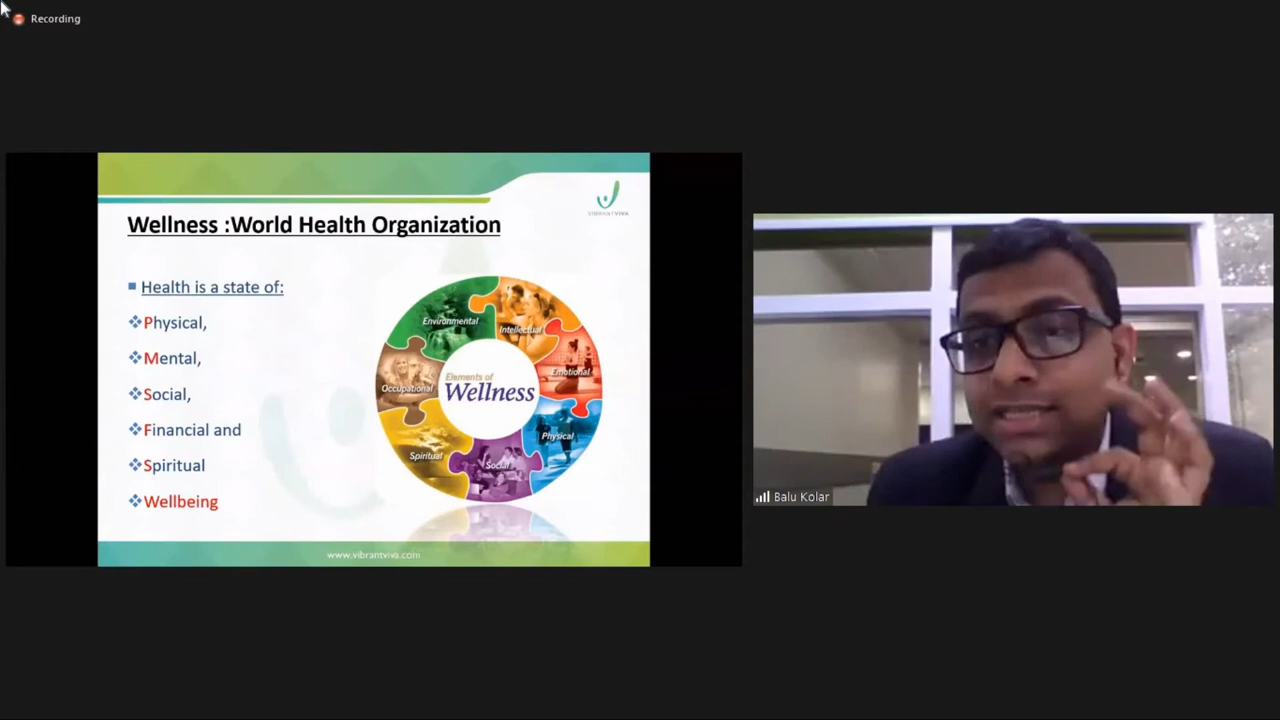 Recording
VIBRANTVIVA
Wellness :World Health Organization
Health is a state of:
Physical,
Mental,
Social,
Financial and
Spiritual
Wellbeing
Environmental
Intellectual
Emotional
Occupational
Elements of
Wellness
Physical
Spiritual
Social
www.vibrantviva.com
Balu Kolar